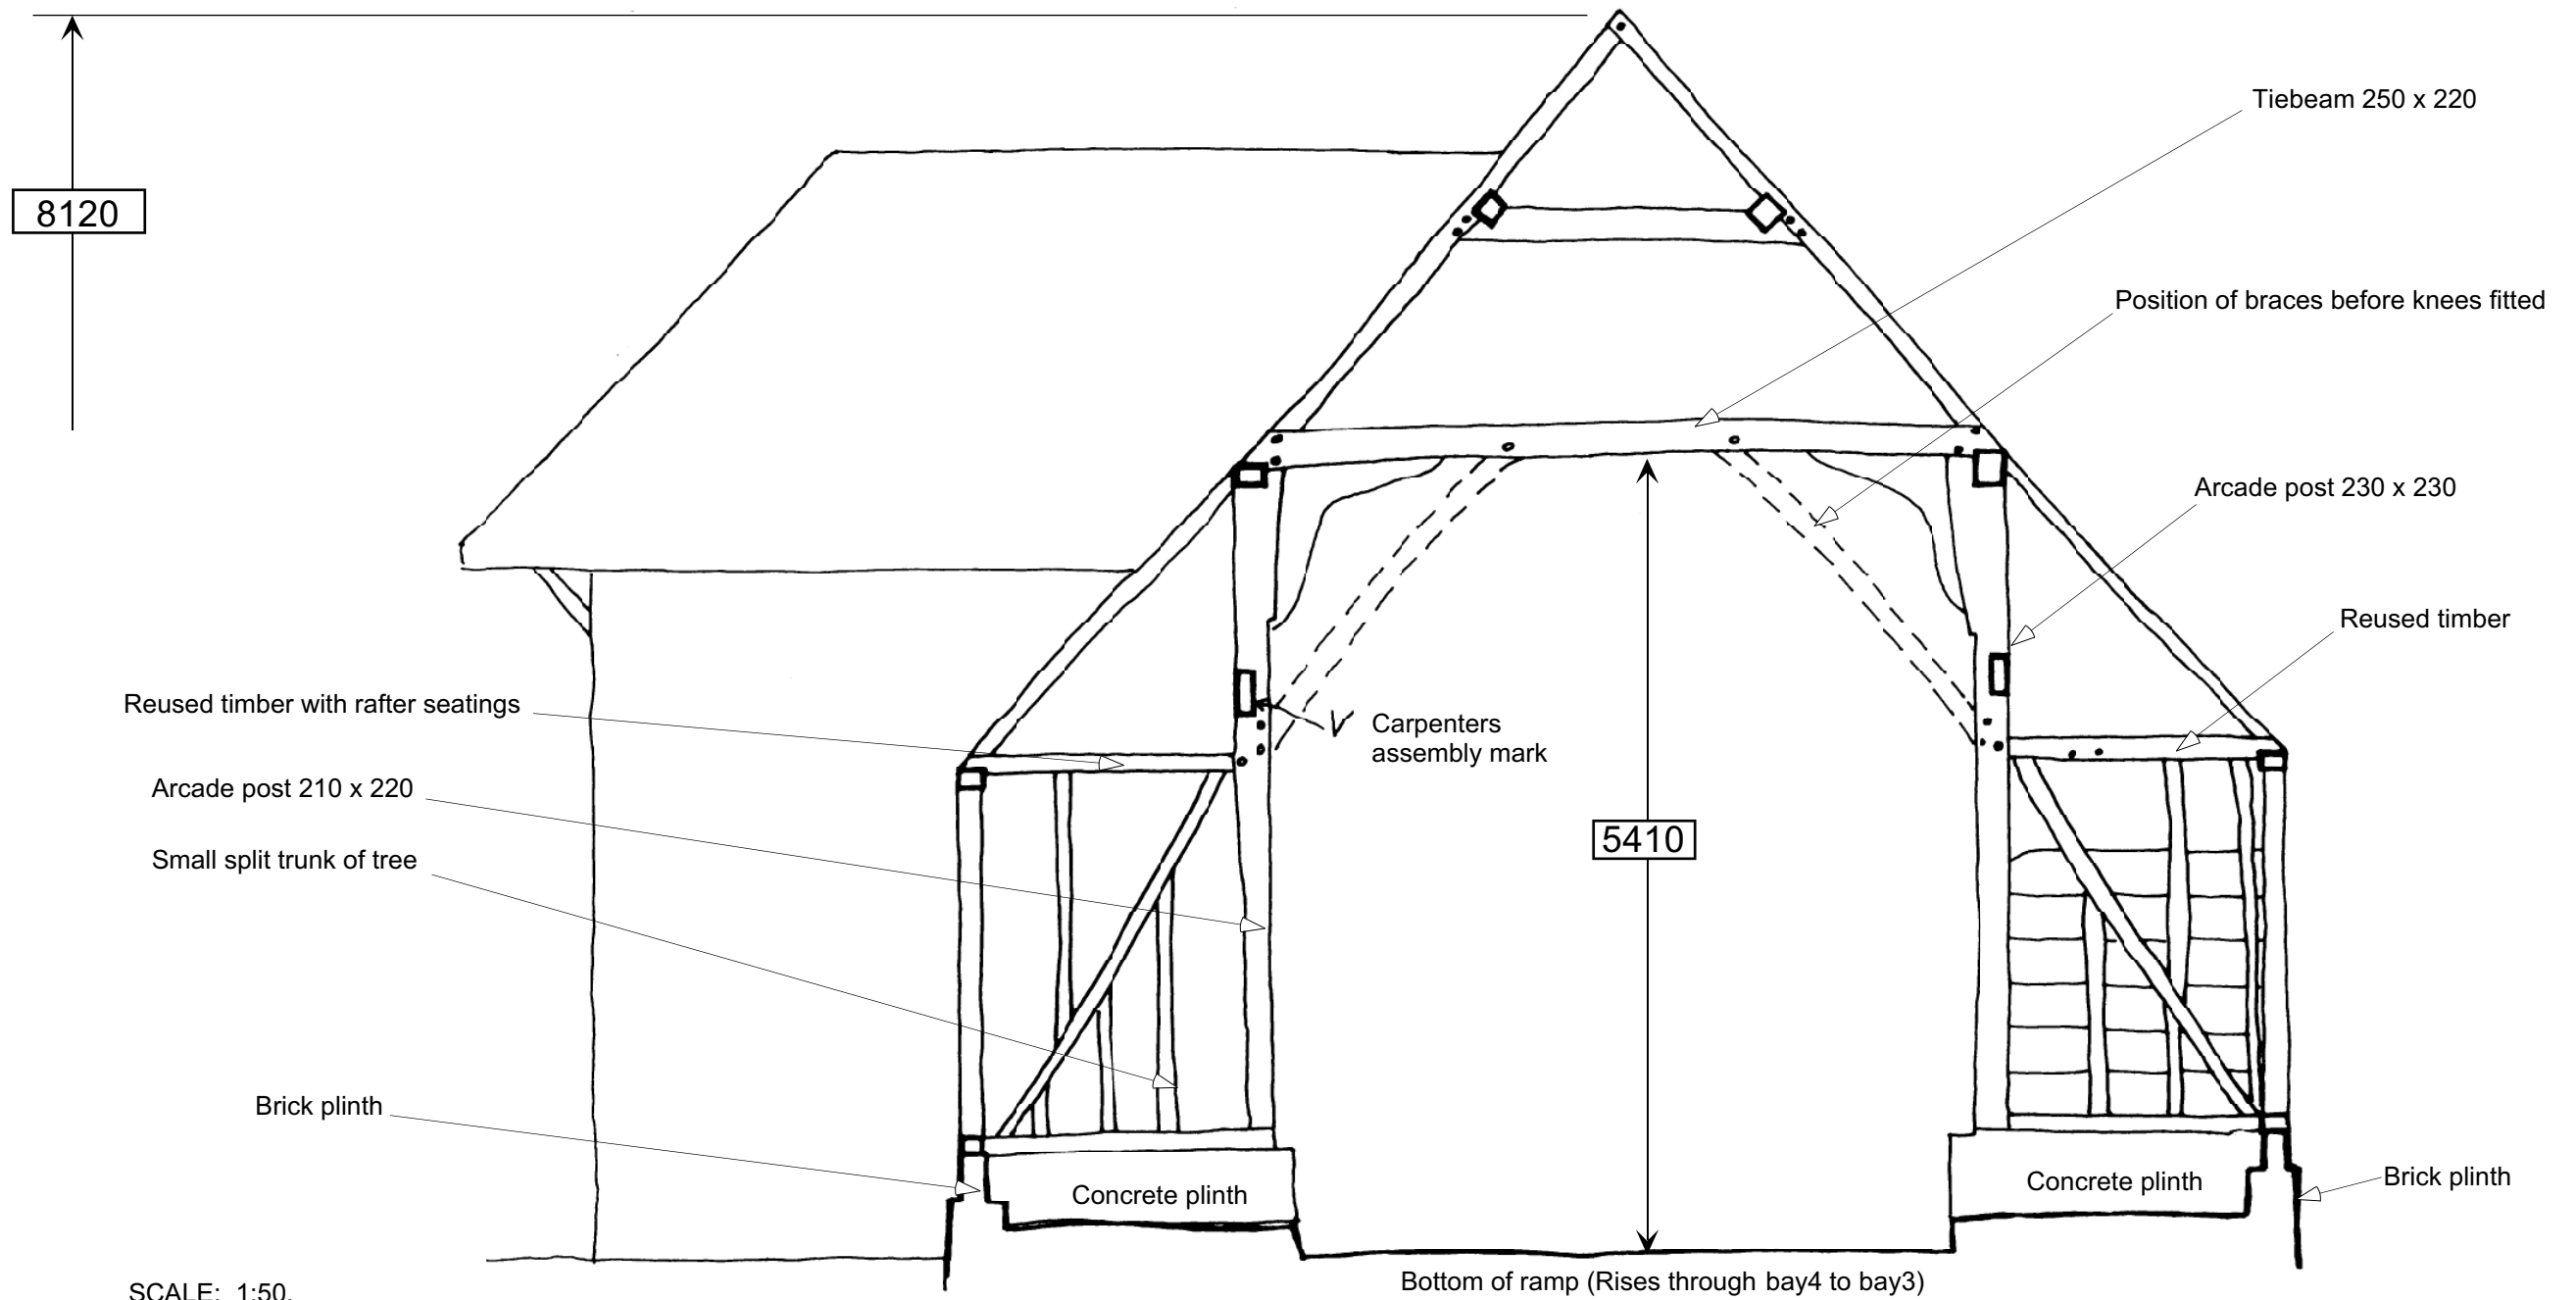 Tiebeam 250 x 220
8120
Position of braces before knees fitted
Arcade post 230 x 230
Reused timber
Reused timber with rafter seatings
V
Carpenters
assembly mark
Arcade post 210 x 220
5410
Small split trunk of tree
Brick plinth
Concrete plinth
Concrete plinth
Brick plinth
Bottom of ramp (Rises through bay4 to bay3)
SCALE: 1:50.